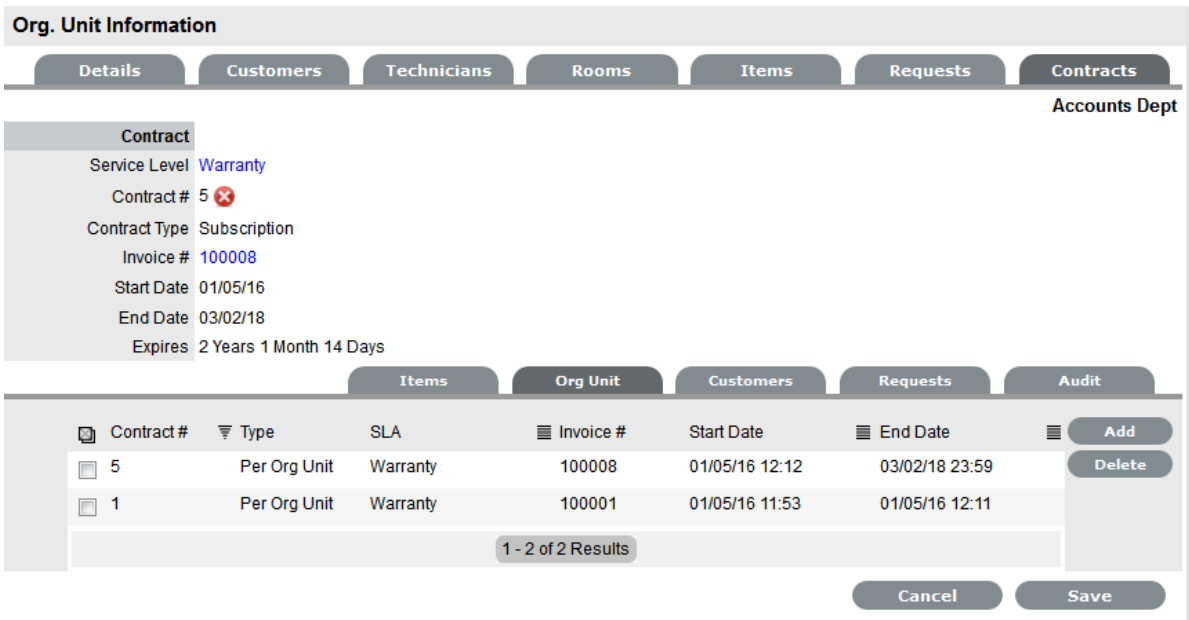 Org. Unit Information
Details Customers Technicians Rooms Items Requests Contracts
Accounts Dept
Contract
Service Level Warranty
Contract # 5
Contract Type Subscription
Invoice # 100008
Start Date 01/05/16
End Date 03/02/18
Expires 2 Years 1 Month 14 Days
Items Org Unit Customers Requests Audit
Contract # Type SLA Invoice # Start Date End Date Add
5 Per Org Unit Warranty 100008 01/05/16 12:12 03/02/18 23:59 Delete
1 Per Org Unit Warranty 100001 01/05/16 11:53 01/05/16 12:11
1 - 2 of 2 Results
Cancel Save